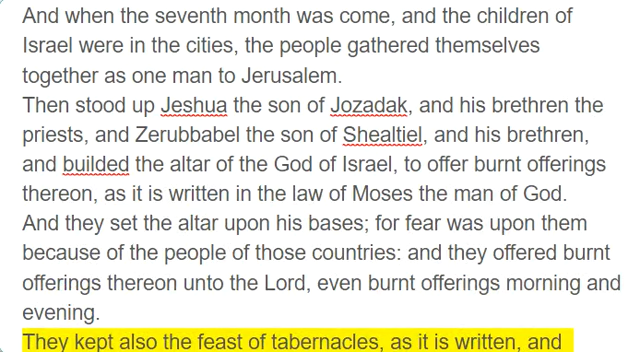 And when the seventh month was come, and the children of
Israel were in the cities, the people gathered themselves
together as one man to Jerusalem.
Then stood up Jeshua the son of Jozadak, and his brethren the
priests, and Zerubbabel the son of Shealtiel, and his brethren,
and builded the altar of the God of Israel, to offer burnt offerings
thereon, as it is written in the law of Moses the man of God.
And they set the altar upon his bases; for fear was upon them
because of the people of those countries: and they offered burnt
offerings thereon unto the Lord, even burnt offerings morning and
evening.
They kept also the feast of tabernacles, as it is written, and